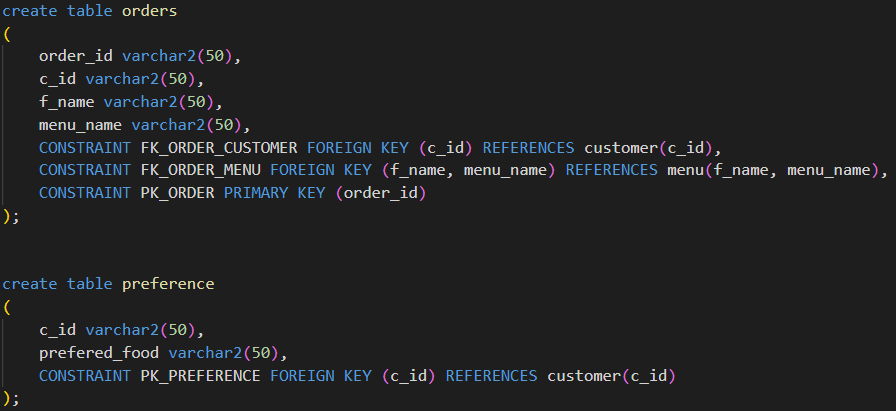 create table orders
(
order_id varchar2(50),
c_id varchar2(50),
f_name varchar2(50),
menu_name varchar2(50),
CONSTRAINT FK_ORDER_CUSTOMER FOREIGN KEY (c_id) REFERENCES customer(c_id),
CONSTRAINT FK_ORDER_MENU FOREIGN KEY (f_name, menu_name) REFERENCES menu(f_name, menu_name),
CONSTRAINT PK_ORDER PRIMARY KEY (order_id)
);
create table preference
(
c_id varchar2(50),
prefered_food varchar2(50),
CONSTRAINT PK_PREFERENCE FOREIGN KEY (c_id) REFERENCES customer(c_id)
);